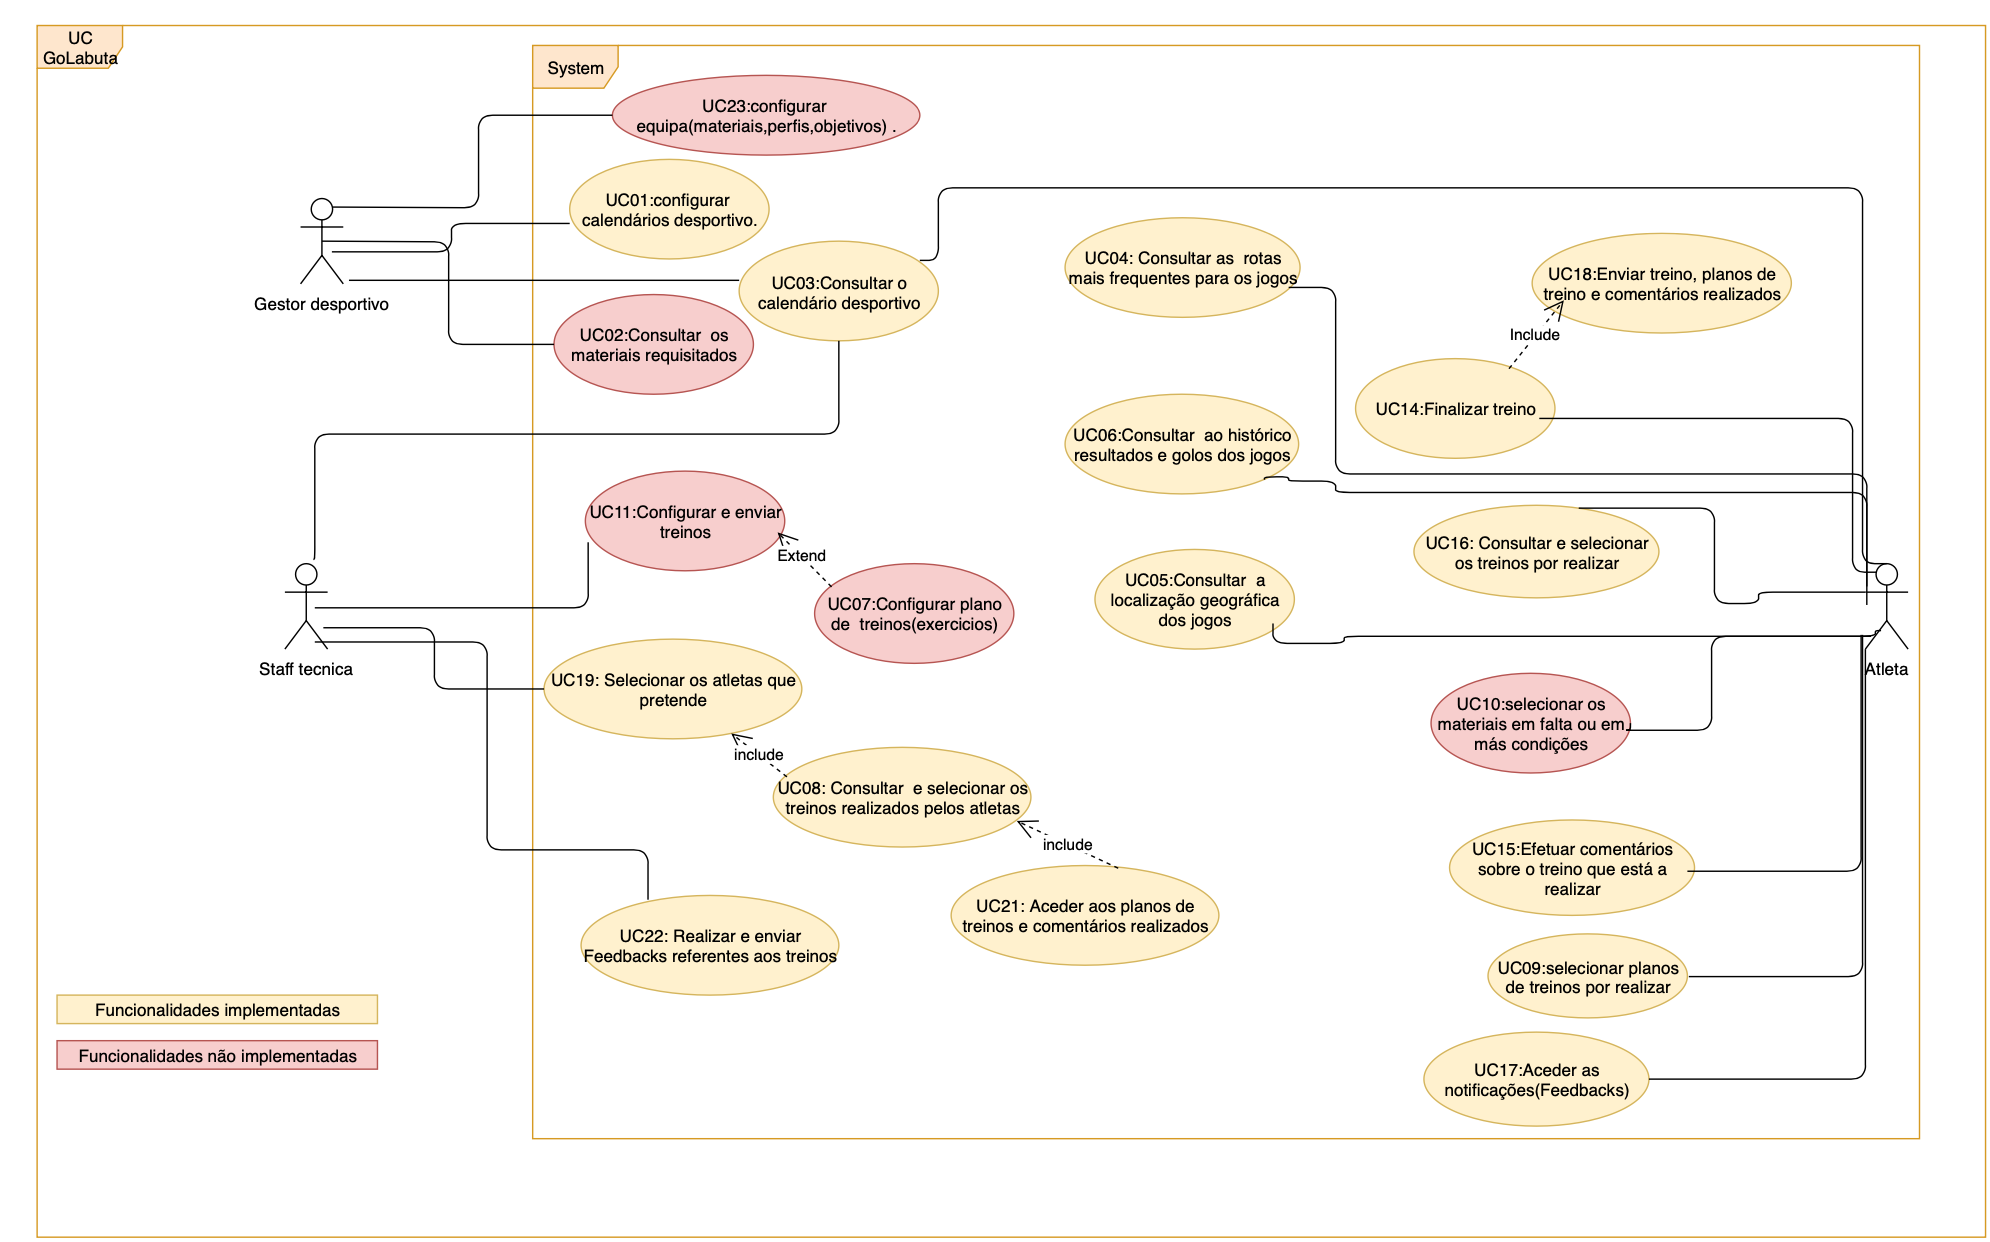 UC
GoLabuta
System
UC23:configurar
equipa(materiais,perfis,objetivos) .
UC01:configurar
calendários desportivo.
UC03:Consultar o
calendário desportivo
Gestor desportivo
UC02:Consultar  os
materiais requisitados
UC04: Consultar as  rotas
mais frequentes para os jogos
UC18:Enviar treino, planos de
treino e comentários realizados
Include
UC14:Finalizar treino
UC06:Consultar  ao histórico
resultados e golos dos jogos
UC11:Configurar e enviar
treinos
Extend
UC07:Configurar plano
de  treinos(exercicios)
UC16: Consultar e selecionar
os treinos por realizar
UC05:Consultar  a
localização geográfica
dos jogos
Staff tecnica
Atleta
UC19: Selecionar os atletas que
pretende
include
UC08: Consultar  e selecionar os
treinos realizados pelos atletas
include
UC21: Aceder aos planos de
treinos e comentários realizados
UC22: Realizar e enviar
Feedbacks referentes aos treinos
UC10:selecionar os
materiais em falta ou em
más condições
UC15:Efetuar comentários
sobre o treino que está a
realizar
UC09:selecionar planos
de treinos por realizar
UC17:Aceder as
notificações(Feedbacks)
Funcionalidades implementadas
Funcionalidades não implementadas